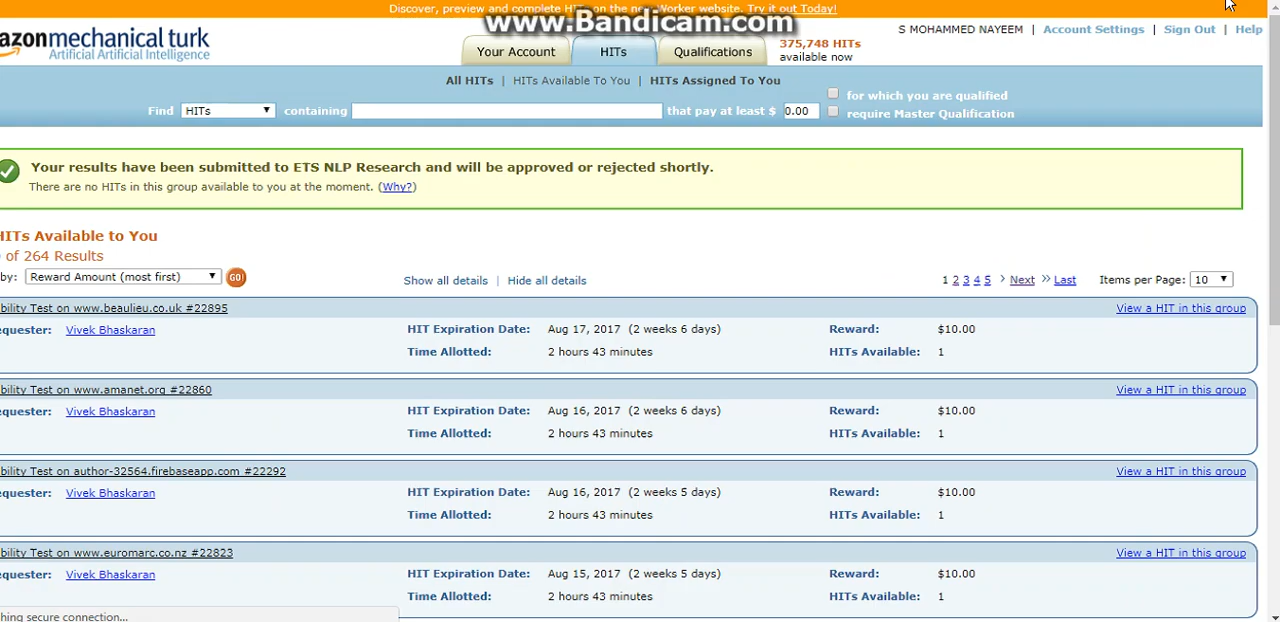 Discover, preview and complete HITs on the new Worker website. Try it out Today!
www.Bandicam.com
azonmechanical turk
Artificial Artificial Intelligence
Your Account
HITs
Qualifications
375,748 HITs
available now
S MOHAMMED NAYEEM | Account Settings | Sign Out | Help
All HITs | HITs Available To You | HITs Assigned To You
Find HITs containing that pay at least $ 0.00
for which you are qualified
require Master Qualification
Your results have been submitted to ETS NLP Research and will be approved or rejected shortly.
There are no HITs in this group available to you at the moment. (Why?)
HITs Available to You
of 264 Results
by: Reward Amount (most first) GO!
Show all details | Hide all details
1 2 3 4 5 > Next >> Last
Items per Page: 10
bility Test on www.beaulieu.co.uk #22895
View a HIT in this group
equester: Vivek Bhaskaran
HIT Expiration Date: Aug 17, 2017 (2 weeks 6 days)
Reward: $10.00
Time Allotted: 2 hours 43 minutes
HITs Available: 1
bility Test on www.amanet.org #22860
View a HIT in this group
equester: Vivek Bhaskaran
HIT Expiration Date: Aug 16, 2017 (2 weeks 6 days)
Reward: $10.00
Time Allotted: 2 hours 43 minutes
HITs Available: 1
bility Test on author-32564.firebaseapp.com #22292
View a HIT in this group
equester: Vivek Bhaskaran
HIT Expiration Date: Aug 16, 2017 (2 weeks 5 days)
Reward: $10.00
Time Allotted: 2 hours 43 minutes
HITs Available: 1
bility Test on www.euromarc.co.nz #22823
View a HIT in this group
equester: Vivek Bhaskaran
HIT Expiration Date: Aug 15, 2017 (2 weeks 5 days)
Reward: $10.00
Time Allotted: 2 hours 43 minutes
HITs Available: 1
hing secure connection...